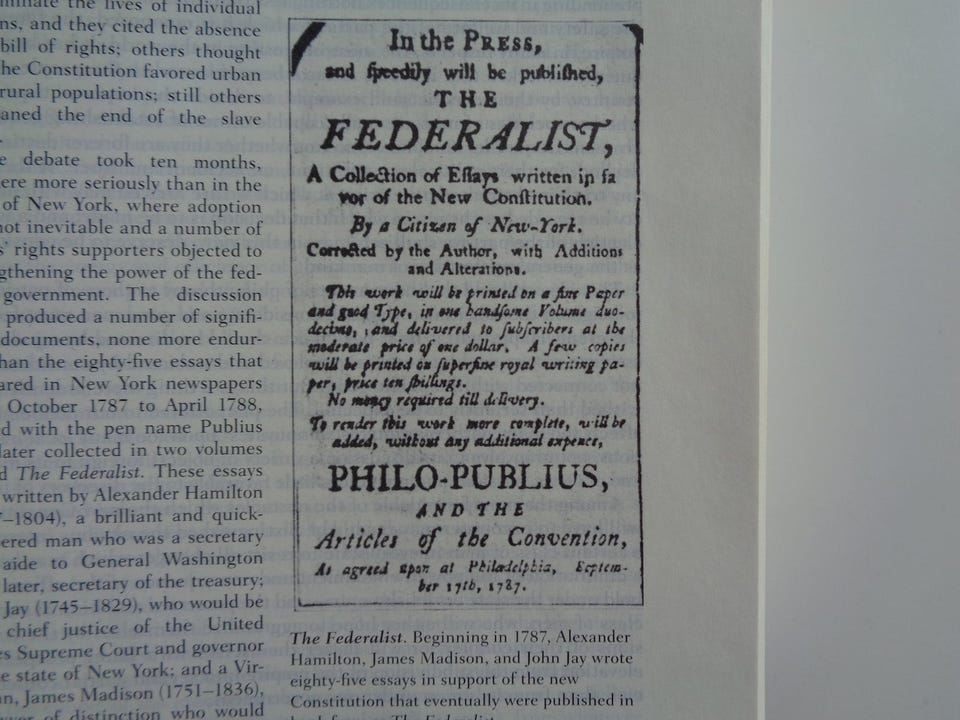 minate the lives of individual
ns, and they cited the absence
bill of rights; others thought
he Constitution favored urban
rural populations; still others
aned the end of the slave
e debate took ten months,
ere more seriously than in the
of New York, where adoption
not inevitable and a number of
s' rights supporters objected to
gthening the power of the fed-
government. The discussion
produced a number of signifi-
documents, none more endur-
han the eighty-five essays that
ared in New York newspapers
October 1787 to April 1788,
d with the pen name Publius
later collected in two volumes
d The Federalist. These essays
written by Alexander Hamilton
–1804), a brilliant and quick-
ered man who was a secretary
aide to General Washington
later, secretary of the treasury;
Jay (1745–1829), who would be
chief justice of the United
es Supreme Court and governor
e state of New York; and a Vir-
n, James Madison (1751–1836),
of distinction who would
In the PRESS,
and ſpeedily will be publiſhed,
THE
FEDERALIST,
A Collection of Eſſays written in fa
vor of the New Conſtitution.
By a Citizen of New-York.
Corrected by the Author, with Additions
and Alterations.
This work will be printed on a fine Paper
and good Type, in one handſome Volume duo-
decimo, and delivered to ſubſcribers at the
moderate price of one dollar. A few copies
will be printed on ſuperfine royal writing pa-
per, price ten ſhillings.
No money required till delivery.
To render this work more complete, will be
added, without any additional expence,
PHILO-PUBLIUS,
AND THE
Articles of the Convention,
As agreed upon at Philadelphia, Septem-
ber 17th, 1787.
The Federalist. Beginning in 1787, Alexander
Hamilton, James Madison, and John Jay wrote
eighty-five essays in support of the new
Constitution that eventually were published in